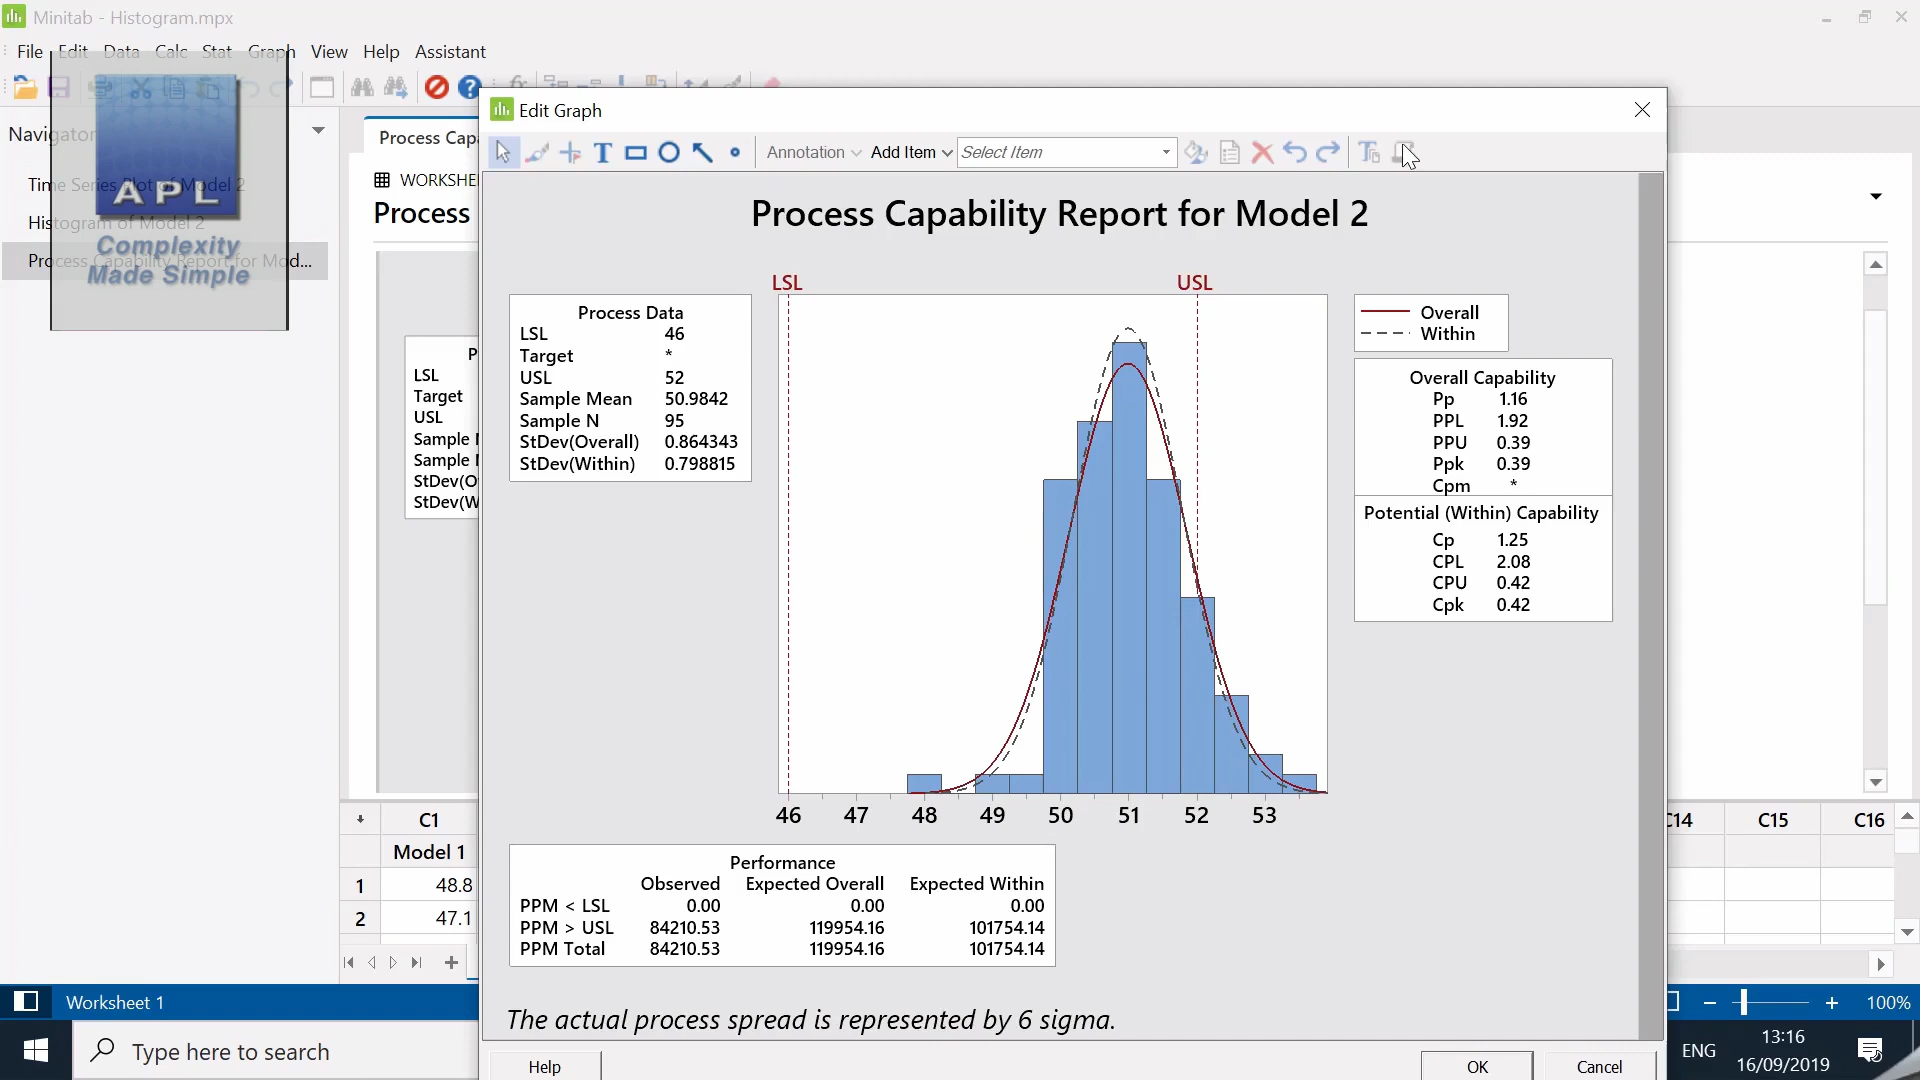 Minitab - Histogram.mpx
File Edit Data Calc Stat Graph View Help Assistant
Navigator
Time Series Plot of Model 2
Histogram of Model 2
Process Capability Report for Mod...
APL
Complexity
Made Simple
Process Capa
WORKSHE
Process
P
LSL
Target
USL
Sample
Sample
StDev(O
StDev(W
Edit Graph
T
Annotation Add Item Select Item
Process Capability Report for Model 2
LSL USL
Process Data
LSL 46
Target *
USL 52
Sample Mean 50.9842
Sample N 95
StDev(Overall) 0.864343
StDev(Within) 0.798815
Overall
Within
Overall Capability
Pp 1.16
PPL 1.92
PPU 0.39
Ppk 0.39
Cpm *
Potential (Within) Capability
Cp 1.25
CPL 2.08
CPU 0.42
Cpk 0.42
46 47 48 49 50 51 52 53
Performance
Observed Expected Overall Expected Within
PPM < LSL 0.00 0.00 0.00
PPM > USL 84210.53 119954.16 101754.14
PPM Total 84210.53 119954.16 101754.14
The actual process spread is represented by 6 sigma.
Help OK Cancel
C1 C14 C15 C16
Model 1
1 48.8
2 47.1
Worksheet 1
100%
Type here to search
ENG
13:16
16/09/2019